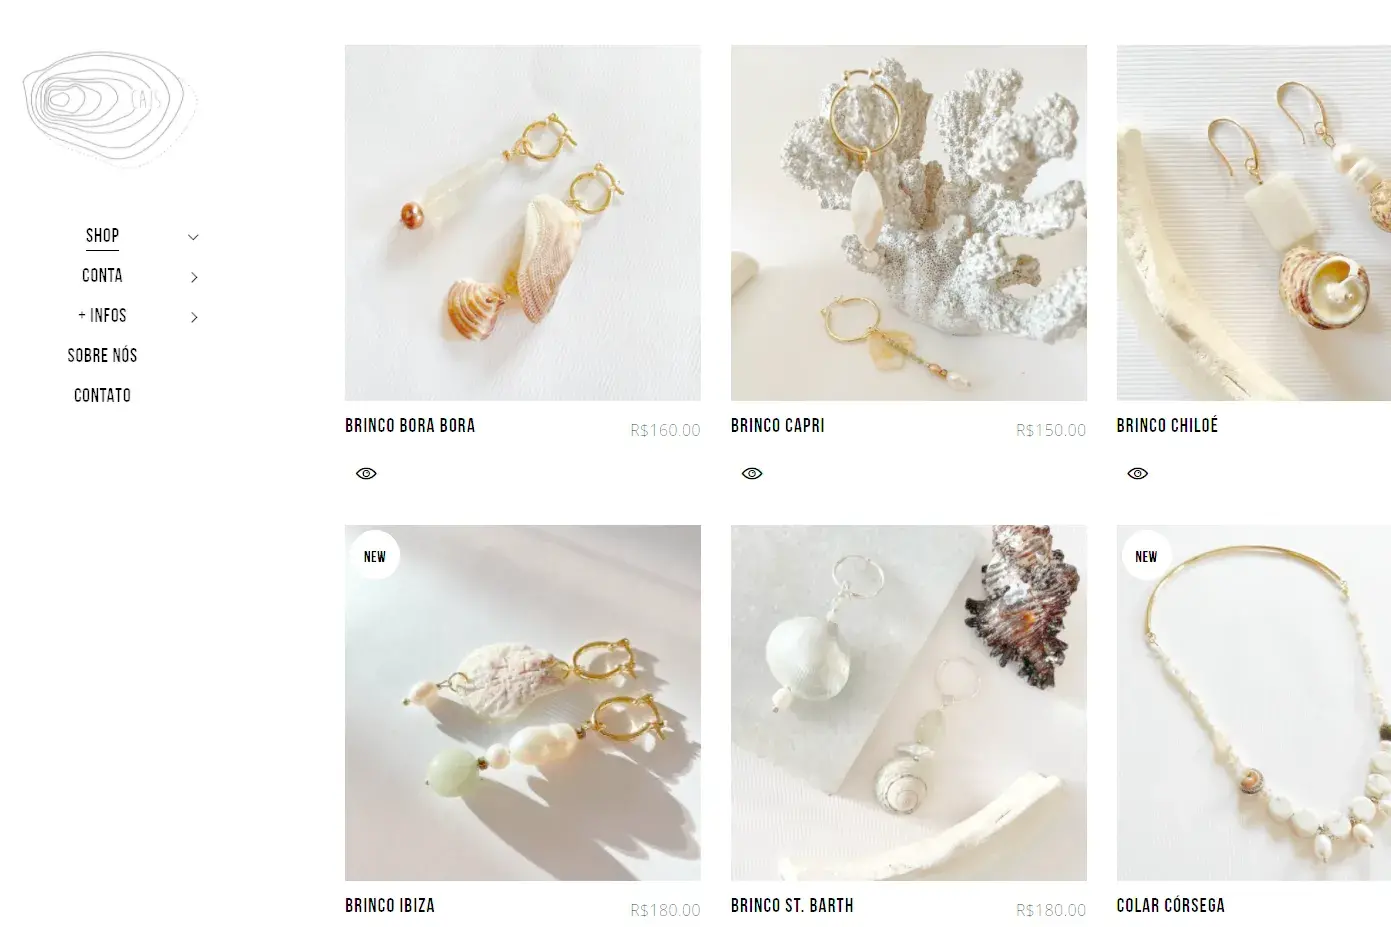 CAIS
SHOP
CONTA
+ INFOS
SOBRE NÓS
CONTATO
BRINCO BORA BORA
R$160.00
BRINCO CAPRI
R$150.00
BRINCO CHILOÉ
NEW
NEW
BRINCO IBIZA
R$180.00
BRINCO ST. BARTH
R$180.00
COLAR CÓRSEGA